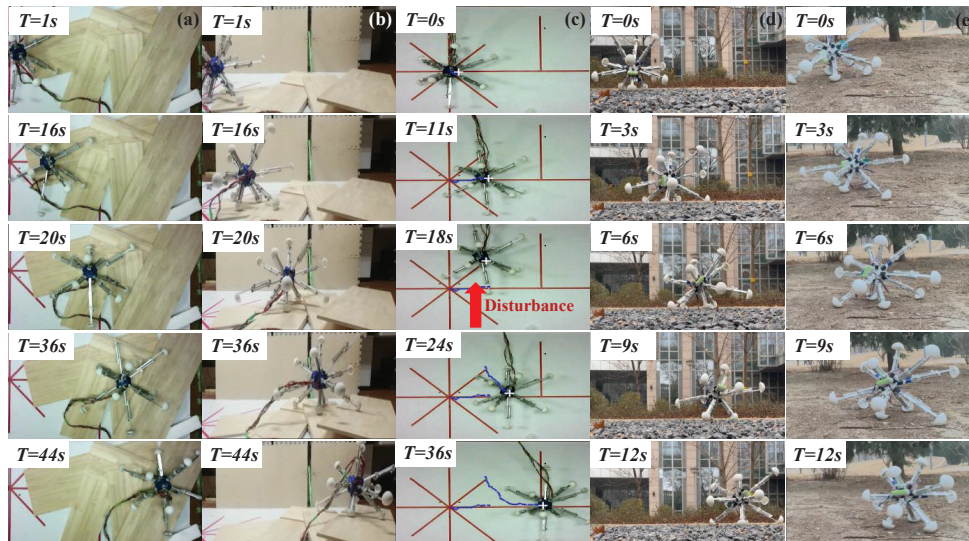 T=1s (a) T=1s (b) T=0s (c) T=0s (d) T=0s (e)
T=16s T=16s T=11s T=3s T=3s
T=20s T=20s T=18s T=6s T=6s
Disturbance
T=36s T=36s T=24s T=9s T=9s
T=44s T=44s T=36s T=12s T=12s